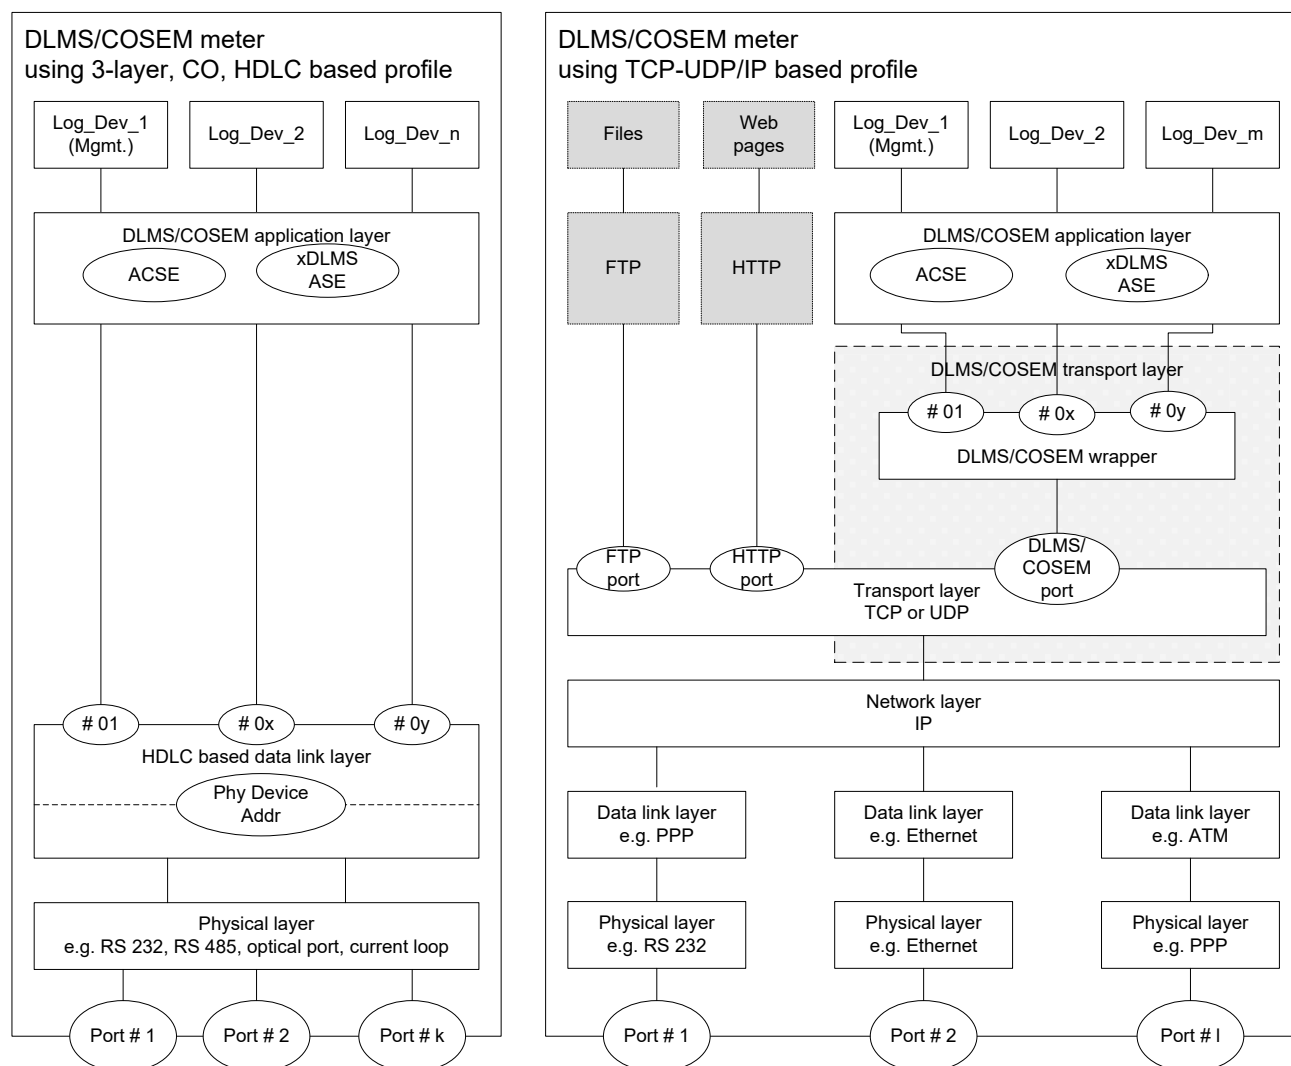 DLMS/COSEM meter
using 3-layer, CO, HDLC based profile
Log_Dev_1
(Mgmt.)
Log_Dev_2
Log_Dev_n
DLMS/COSEM application layer
ACSE
xDLMS
ASE
# 01
# 0x
# 0y
HDLC based data link layer
Phy Device
Addr
Physical layer
e.g. RS 232, RS 485, optical port, current loop
Port # 1
Port # 2
Port # k
DLMS/COSEM meter
using TCP-UDP/IP based profile
Files
Web
pages
Log_Dev_1
(Mgmt.)
Log_Dev_2
Log_Dev_m
FTP
HTTP
DLMS/COSEM application layer
ACSE
xDLMS
ASE
DLMS/COSEM transport layer
# 01
# 0x
# 0y
DLMS/COSEM wrapper
FTP
port
HTTP
port
DLMS/
COSEM
port
Transport layer
TCP or UDP
Network layer
IP
Data link layer
e.g. PPP
Data link layer
e.g. Ethernet
Data link layer
e.g. ATM
Physical layer
e.g. RS 232
Physical layer
e.g. Ethernet
Physical layer
e.g. PPP
Port # 1
Port # 2
Port # l